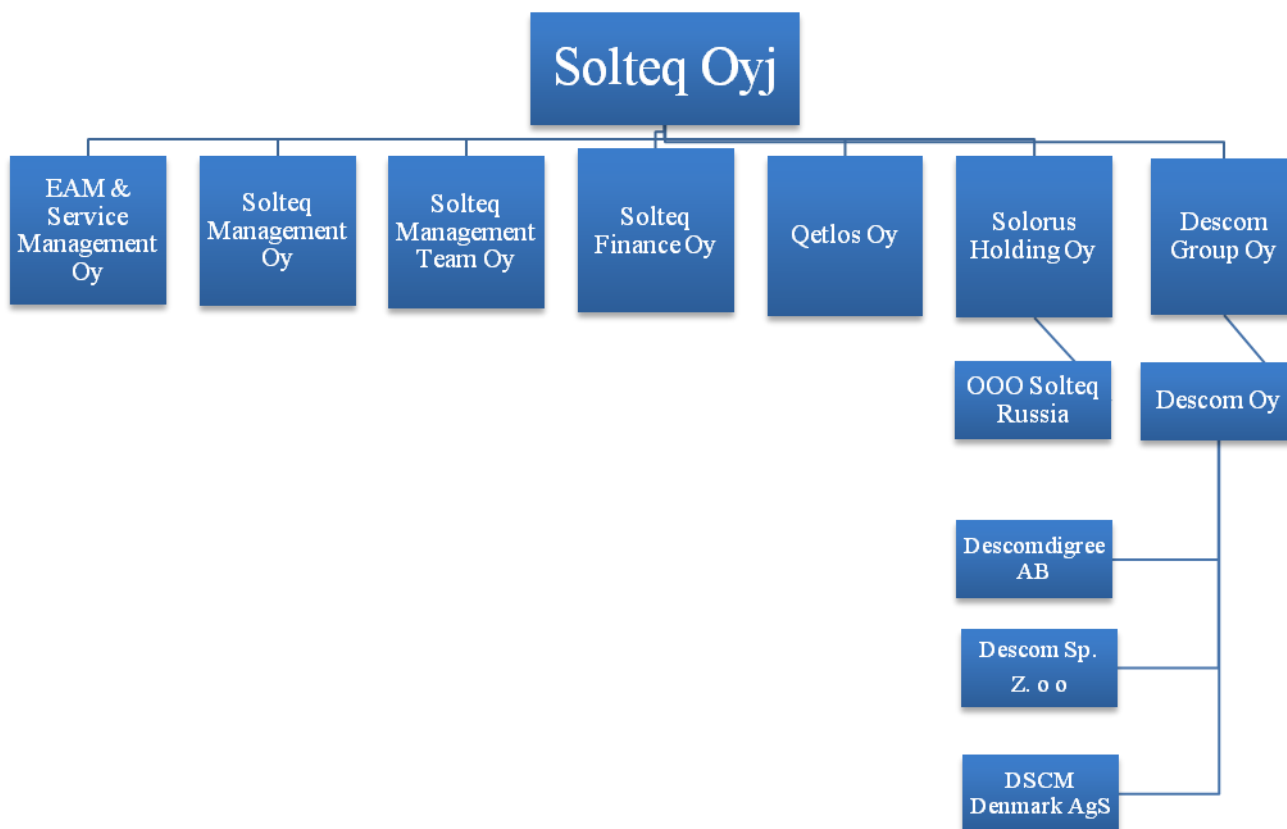 Solteq Oyj
EAM &
Service
Management
Oy
Solteq
Management
Oy
Solteq
Management
Team Oy
Solteq
Finance Oy
Qetlos Oy
Solorus
Holding Oy
Descom
Group Oy
OOO Solteq
Russia
Descom Oy
Descomdigree
AB
Descom Sp.
Z. o o
DSCM
Denmark AgS